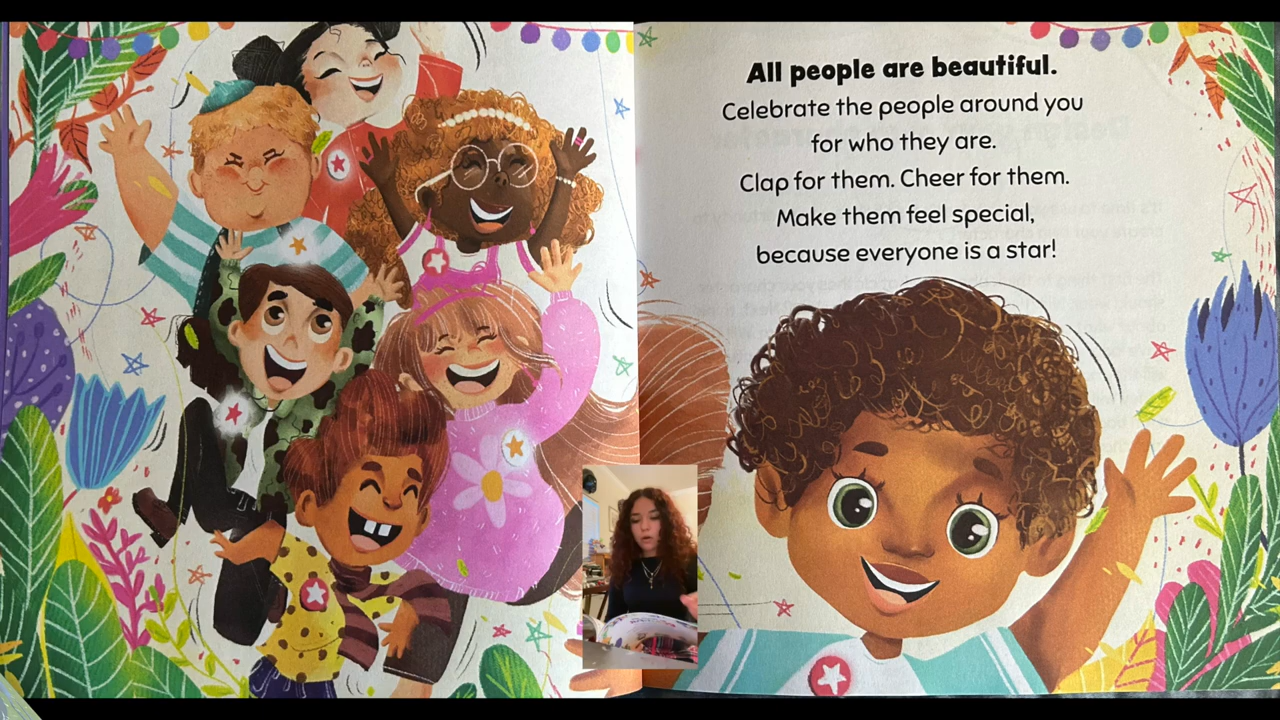 All people are beautiful.
Celebrate the people around you
for who they are.
Clap for them. Cheer for them.
Make them feel special,
because everyone is a star!